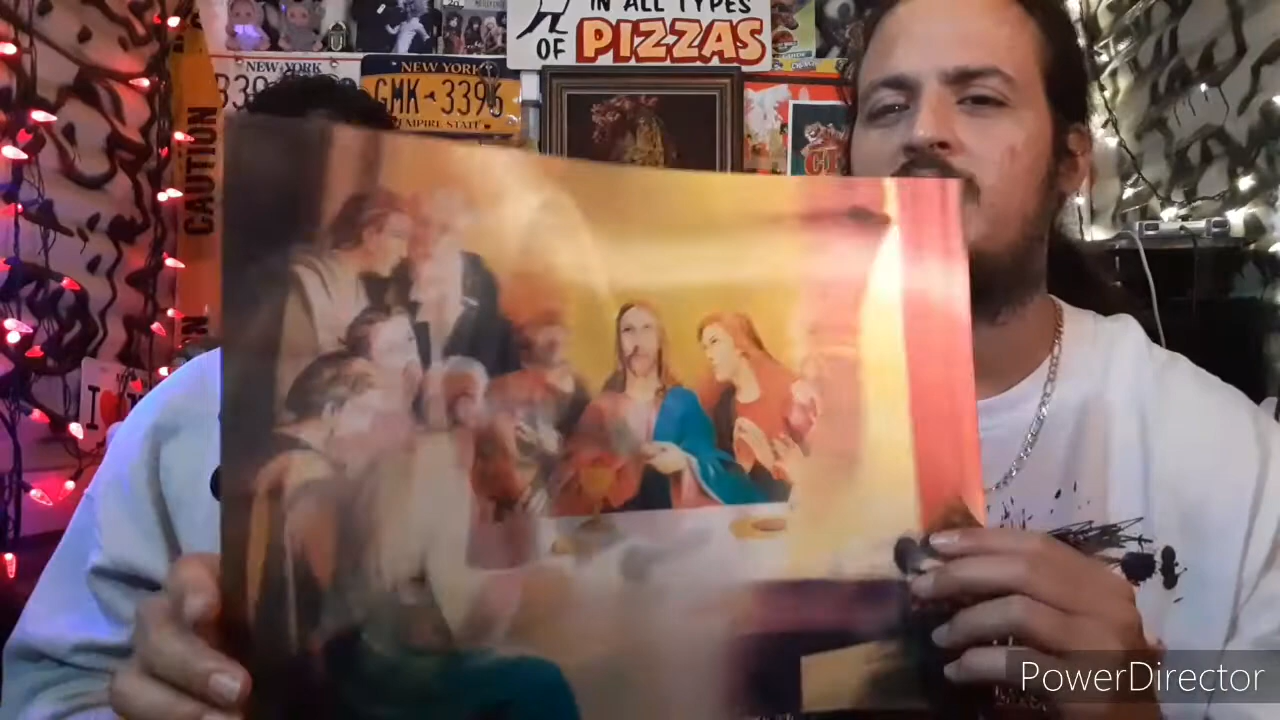 IN ALL TYPES
OF PIZZAS
NEW YORK
NEW YORK
GMK-3396
EMPIRE STATE
CAUTION
I
PowerDirector